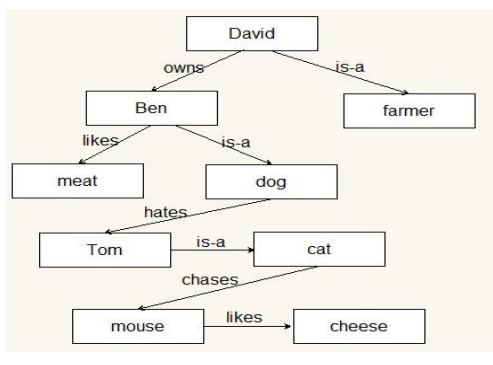 David
owns is-a
Ben farmer
likes is-a
meat dog
hates
Tom is-a cat
chases
mouse likes cheese